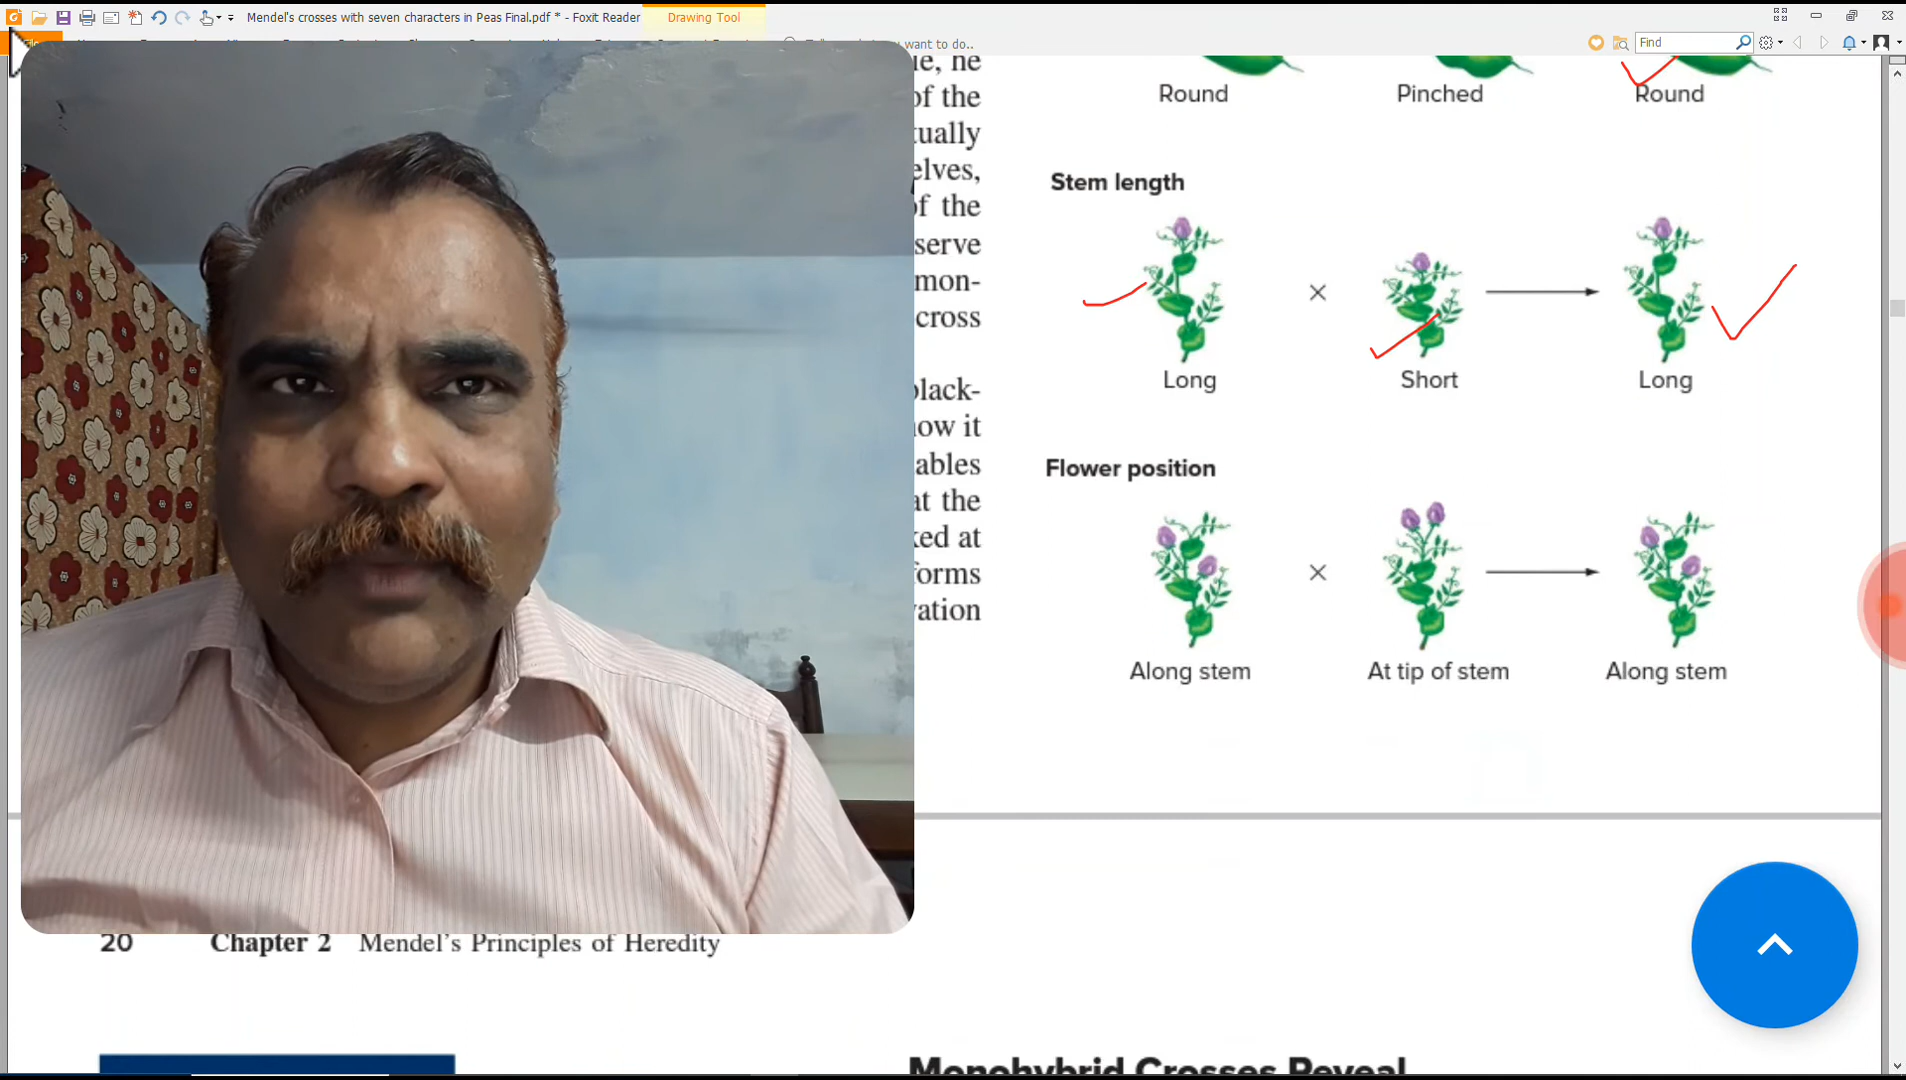 Mendel's crosses with seven characters in Peas Final.pdf * - Foxit Reader
Drawing Tool
want to do..
Find
he
of the
tually
elves,
of the
serve
mon-
cross
black-
ow it
ables
at the
ked at
forms
vation
Round
Pinched
Round
Stem length
Long
×
Short
Long
Flower position
Along stem
×
At tip of stem
Along stem
20 Chapter 2 Mendel's Principles of Heredity
Monohybrid Crosses Reveal